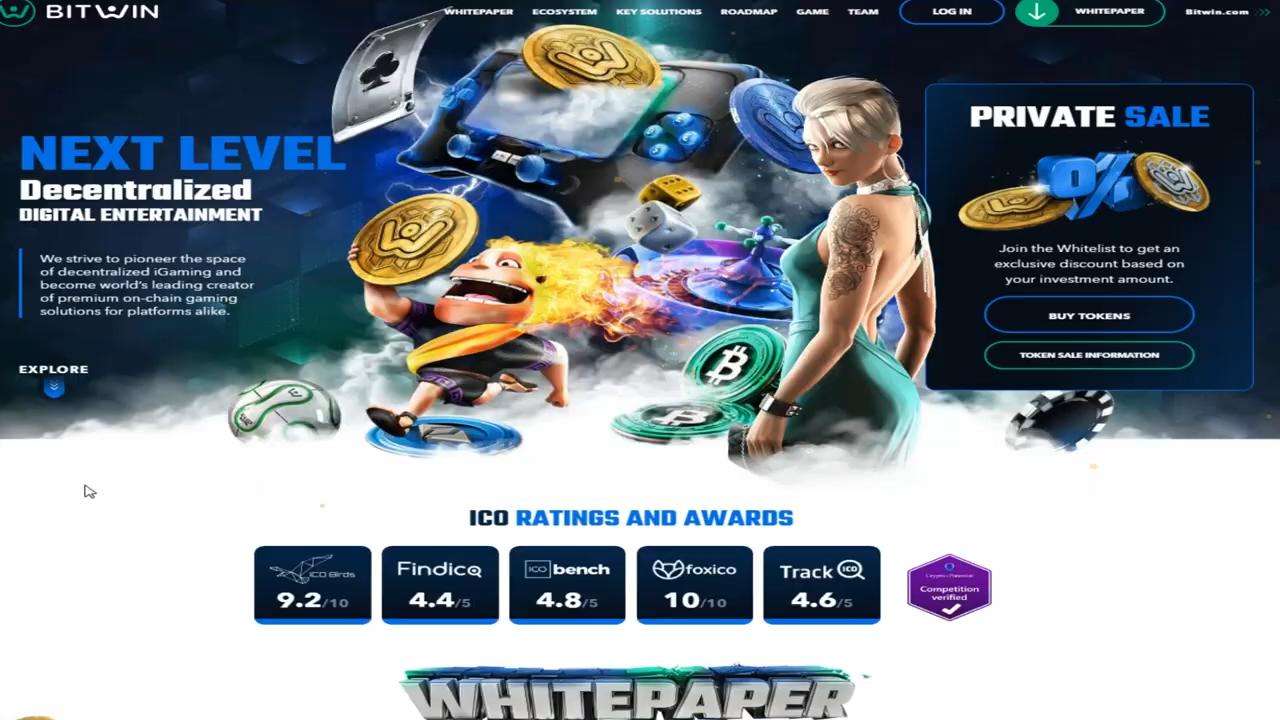 BITWIN
WHITEPAPER ECOSYSTEM KEY SOLUTIONS ROADMAP GAME TEAM LOG IN WHITEPAPER Bitwin.com >>>
NEXT LEVEL
Decentralized
DIGITAL ENTERTAINMENT
We strive to pioneer the space
of decentralized iGaming and
become world's leading creator
of premium on-chain gaming
solutions for platforms alike.
EXPLORE
PRIVATE SALE
0%
Join the Whitelist to get an
exclusive discount based on
your investment amount.
BUY TOKENS
TOKEN SALE INFORMATION
ICO RATINGS AND AWARDS
ICO Birds
9.2/10
Findico
4.4/5
ICO bench
4.8/5
foxico
10/10
Track ICO
4.6/5
Competition
verified
WHITEPAPER